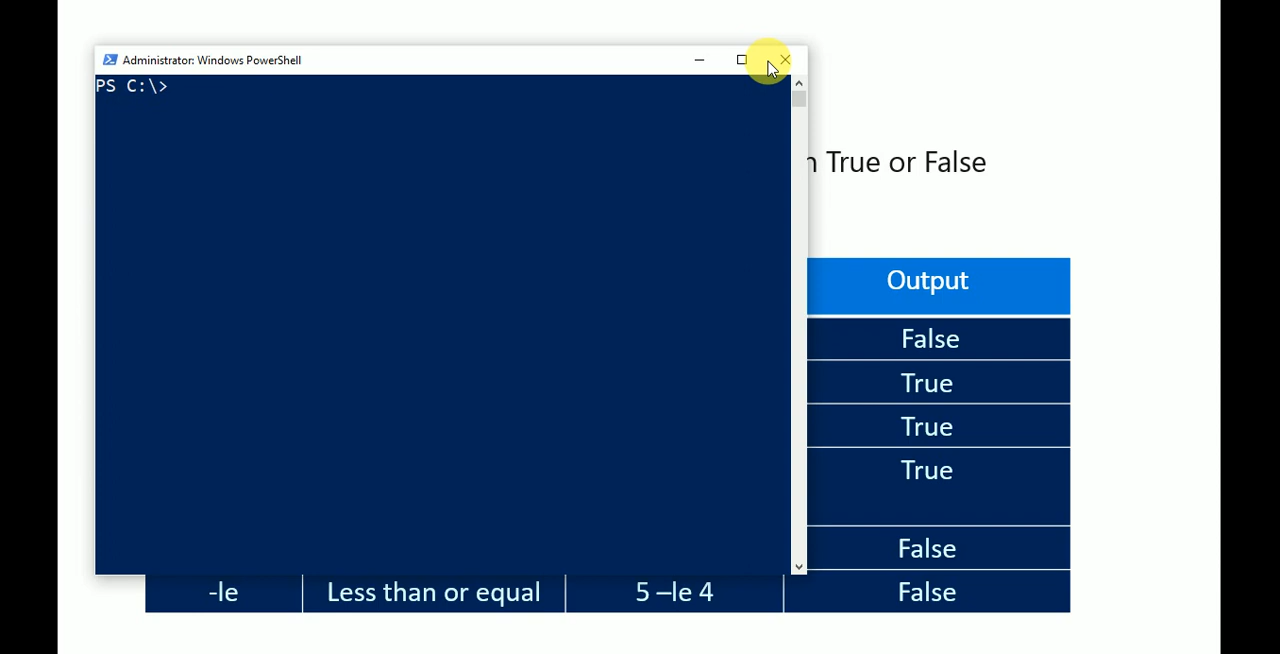 Administrator: Windows PowerShell
PS C:\>
True or False
Output
False
True
True
True
False
-le Less than or equal 5 –le 4 False